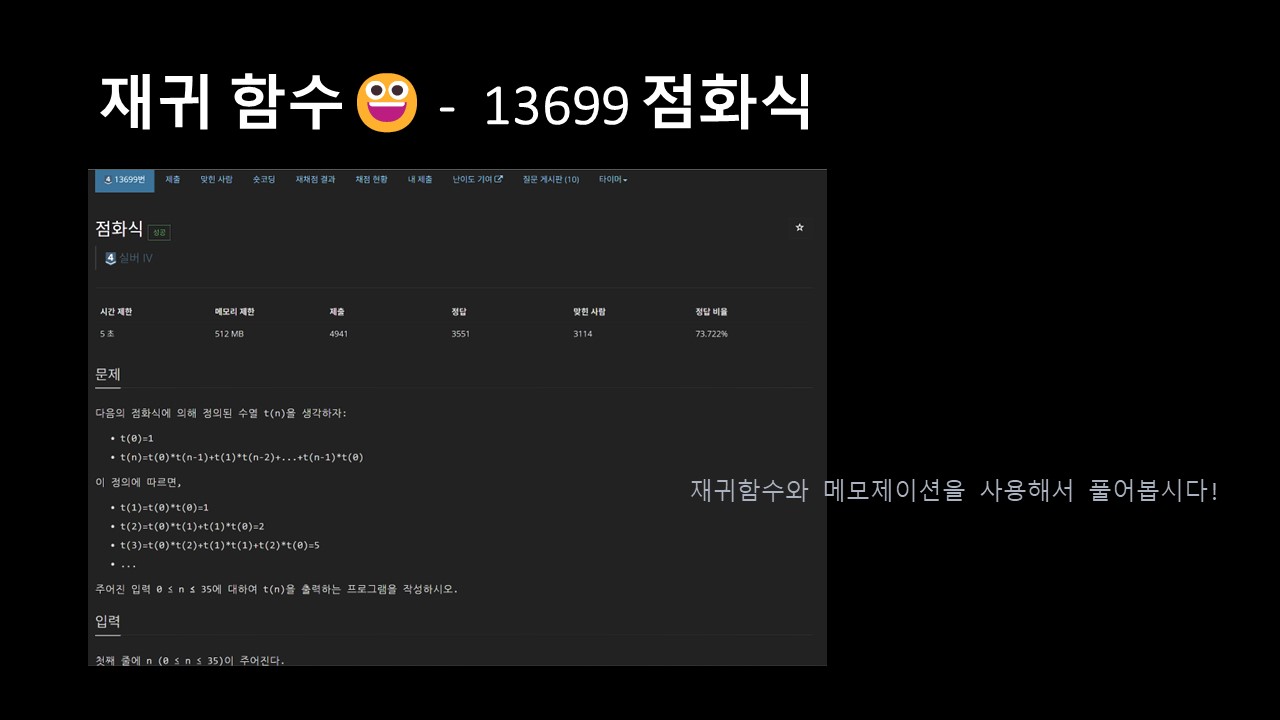 재귀 함수 - 13699 점화식
4 13699번 제출 맞힌 사람 숏코딩 재채점 결과 채점 현황 내 제출 난이도 기여 질문 게시판 (10) 타이머
점화식 성공
4 실버 IV
시간 제한 메모리 제한 제출 정답 맞힌 사람 정답 비율
5 초 512 MB 4941 3551 3114 73.722%
문제
다음의 점화식에 의해 정의된 수열 t(n)을 생각하자:
• t(0)=1
• t(n)=t(0)*t(n-1)+t(1)*t(n-2)+...+t(n-1)*t(0)
이 정의에 따르면,
• t(1)=t(0)*t(0)=1
• t(2)=t(0)*t(1)+t(1)*t(0)=2
• t(3)=t(0)*t(2)+t(1)*t(1)+t(2)*t(0)=5
• ...
주어진 입력 0 ≤ n ≤ 35에 대하여 t(n)을 출력하는 프로그램을 작성하시오.
입력
첫째 줄에 n (0 ≤ n ≤ 35)이 주어진다.
재귀함수와 메모제이션을 사용해서 풀어봅시다!